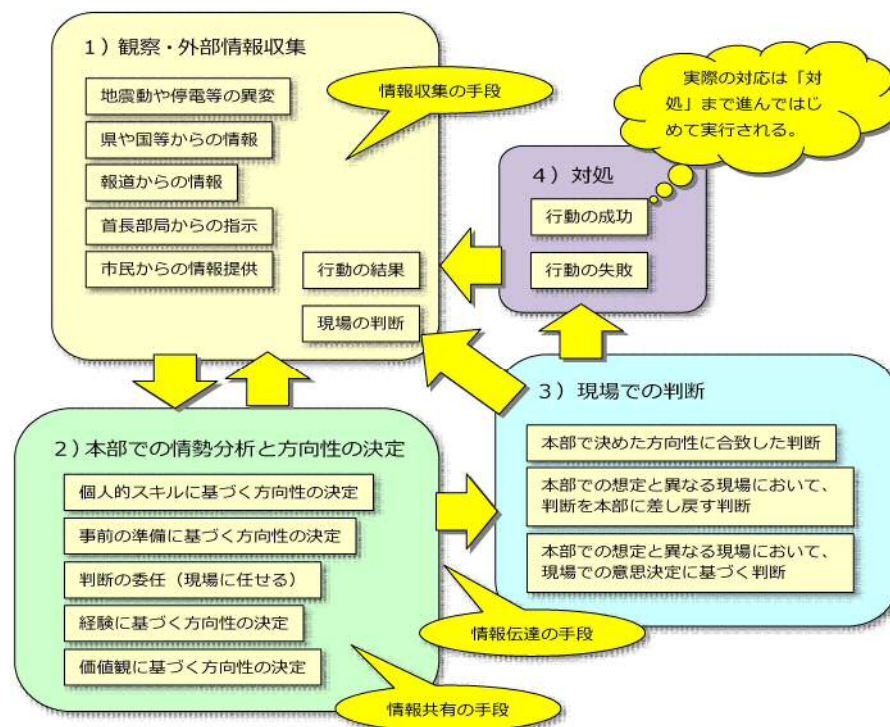 1）観察・外部情報収集
地震動や停電等の異変
県や国等からの情報
報道からの情報
首長部局からの指示
市民からの情報提供
行動の結果
現場の判断
情報収集の手段
実際の対応は「対
処」まで進んではじ
めて実行される。
4）対処
行動の成功
行動の失敗
2）本部での情勢分析と方向性の決定
個人的スキルに基づく方向性の決定
事前の準備に基づく方向性の決定
判断の委任（現場に任せる）
経験に基づく方向性の決定
価値観に基づく方向性の決定
3）現場での判断
本部で決めた方向性に合致した判断
本部での想定と異なる現場において、
判断を本部に差し戻す判断
本部での想定と異なる現場において、
現場での意思決定に基づく判断
情報伝達の手段
情報共有の手段